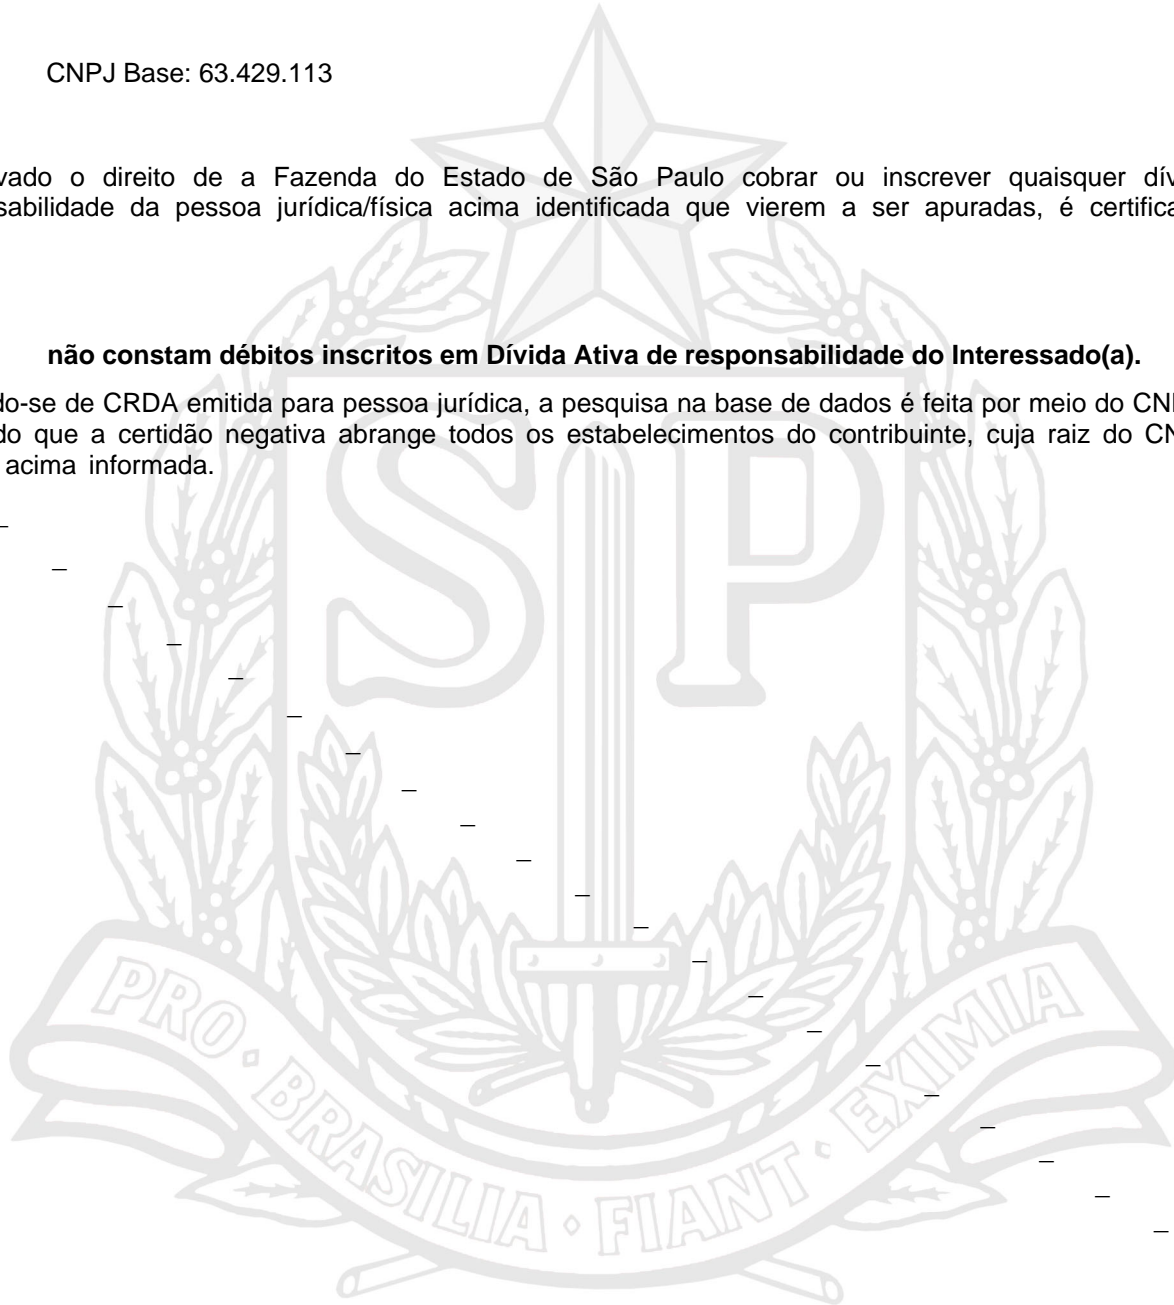 CNPJ Base: 63.429.113
vado o direito de a Fazenda do Estado de São Paulo cobrar ou inscrever quaisquer dív
sabilidade da pessoa jurídica/física acima identificada que vierem a ser apuradas, é certifica
não constam débitos inscritos em Dívida Ativa de responsabilidade do Interessado(a).
do-se de CRDA emitida para pessoa jurídica, a pesquisa na base de dados é feita por meio do CN
do que a certidão negativa abrange todos os estabelecimentos do contribuinte, cuja raiz do CN
acima informada.
SP
PRO · BRASILIA · FIANT · EXIMIA